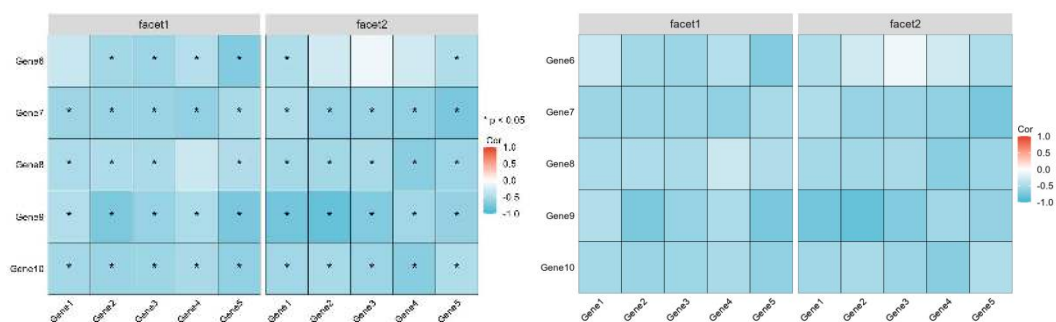 facet1 facet2
Gene6 * * * * * *
Gene7 * * * * * * * * * *
Gene8 * * * * * * * * *
Gene9 * * * * * * * * * *
Gene10 * * * * * * * * * *
Gene1 Gene2 Gene3 Gene4 Gene5 Gene1 Gene2 Gene3 Gene4 Gene5
* p < 0.05
Cor
1.0
0.5
0.0
-0.5
-1.0
facet1 facet2
Gene6
Gene7
Gene8
Gene9
Gene10
Gene1 Gene2 Gene3 Gene4 Gene5 Gene1 Gene2 Gene3 Gene4 Gene5
Cor
1.0
0.5
0.0
-0.5
-1.0